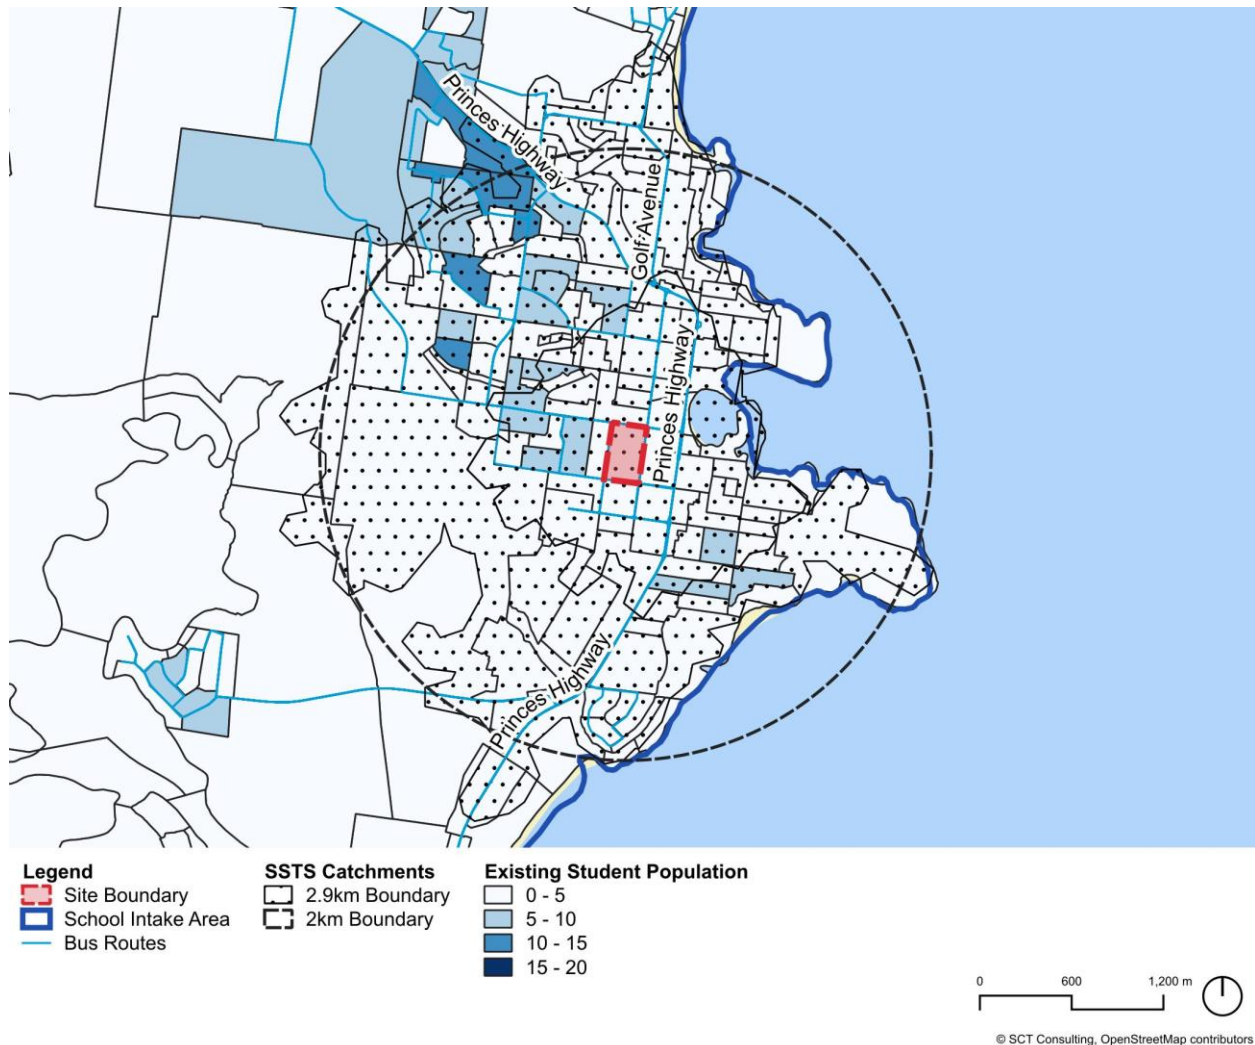 Princes Highway
Golf Avenue
Princes Highway
Princes Highway
Legend
Site Boundary
School Intake Area
Bus Routes
SSTS Catchments
2.9km Boundary
2km Boundary
Existing Student Population
0 - 5
5 - 10
10 - 15
15 - 20
0 600 1,200 m
© SCT Consulting, OpenStreetMap contributors